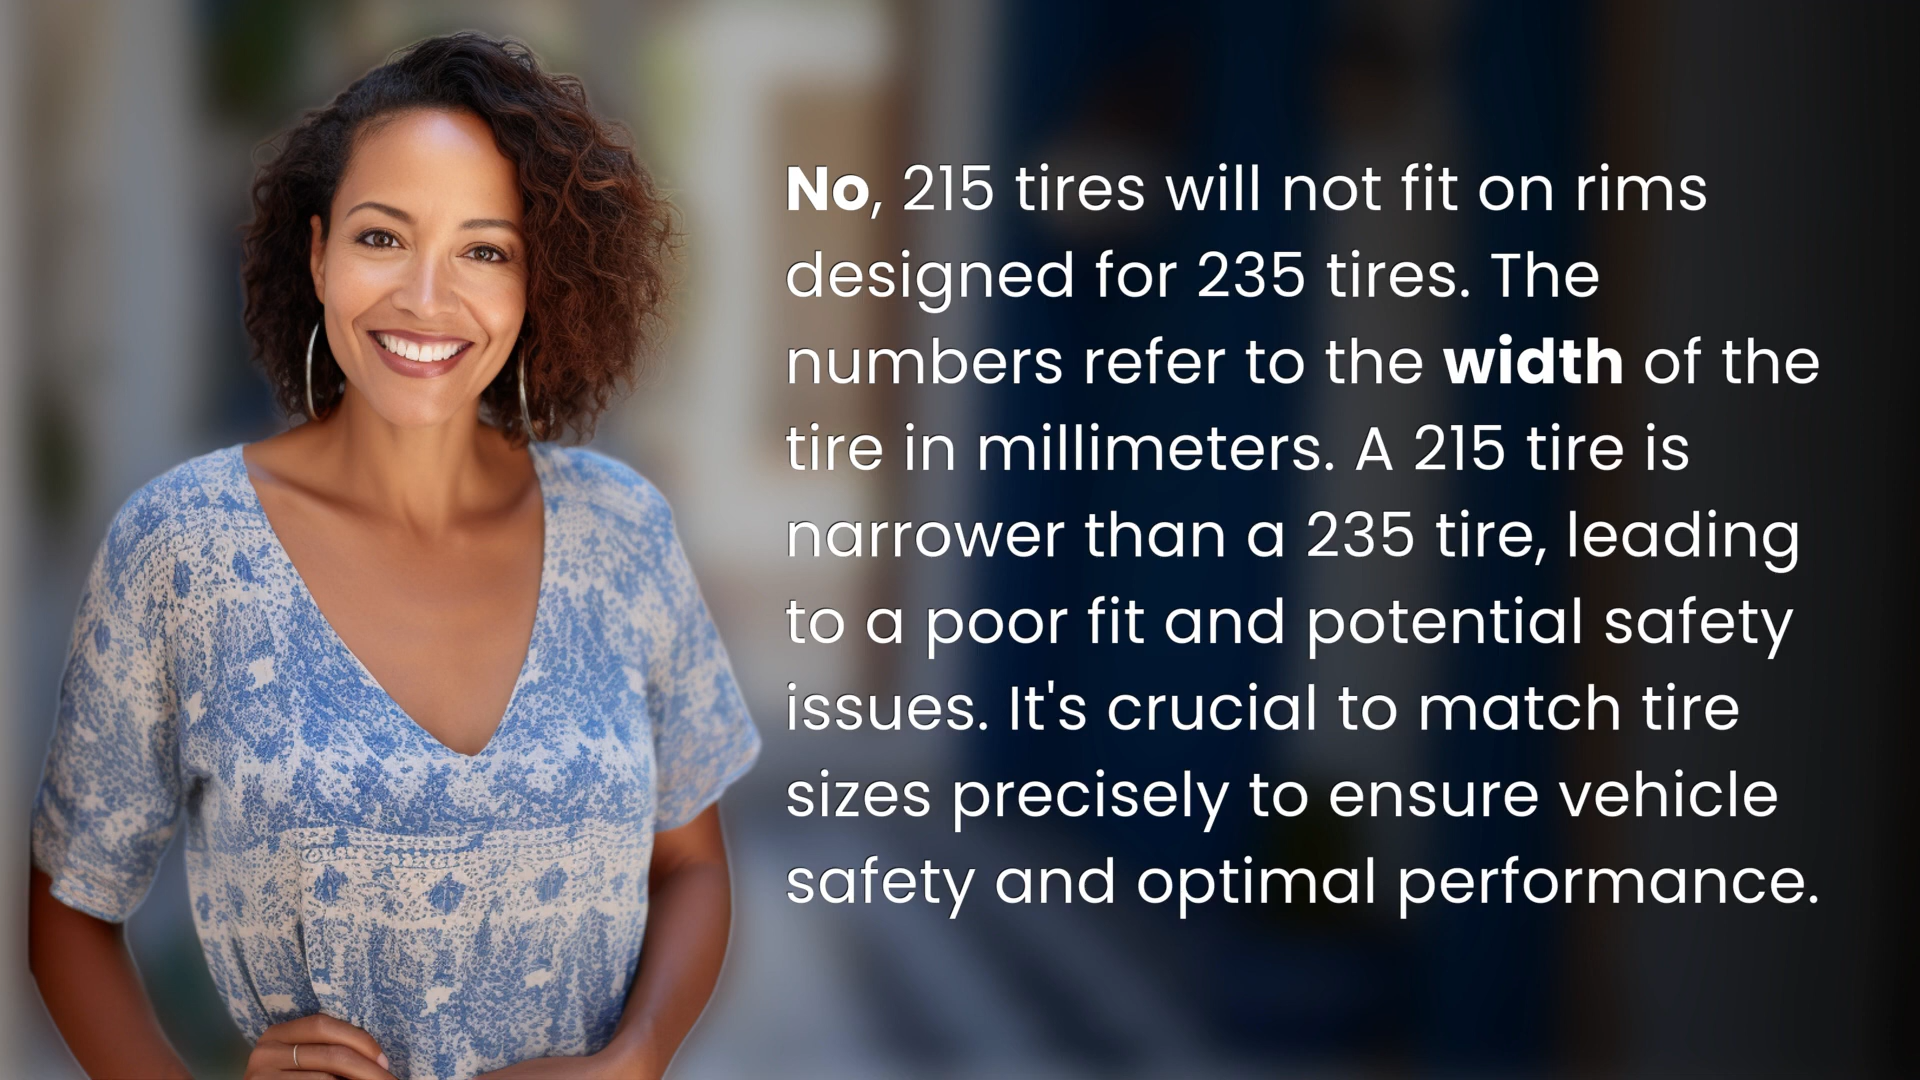 No, 215 tires will not fit on rims
designed for 235 tires. The
numbers refer to the width of the
tire in millimeters. A 215 tire is
narrower than a 235 tire, leading
to a poor fit and potential safety
issues. It's crucial to match tire
sizes precisely to ensure vehicle
safety and optimal performance.